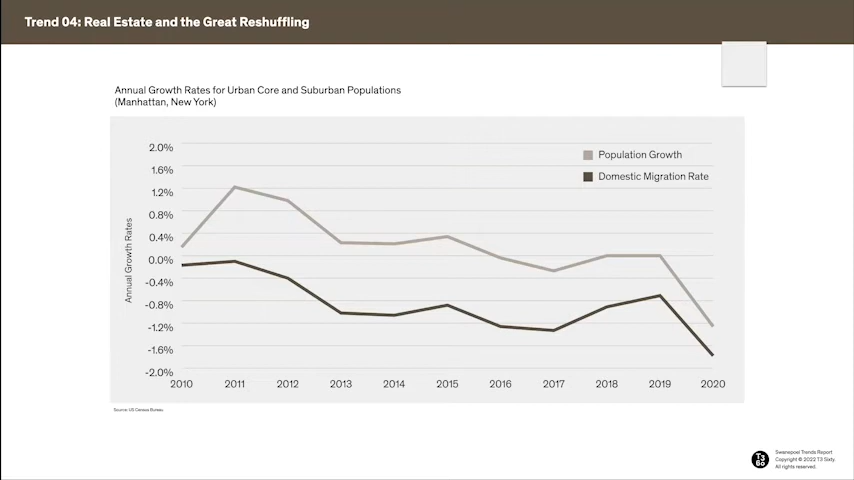 Trend 04: Real Estate and the Great Reshuffling
Annual Growth Rates for Urban Core and Suburban Populations
(Manhattan, New York)
Population Growth
Domestic Migration Rate
Annual Growth Rates
2.0%
1.6%
1.2%
0.8%
0.4%
0.0%
-0.4%
-0.8%
-1.2%
-1.6%
-2.0%
2010 2011 2012 2013 2014 2015 2016 2017 2018 2019 2020
Source: US Census Bureau
T3
60
Swanepoel Trends Report
Copyright © 2022 T3 Sixty.
All rights reserved.